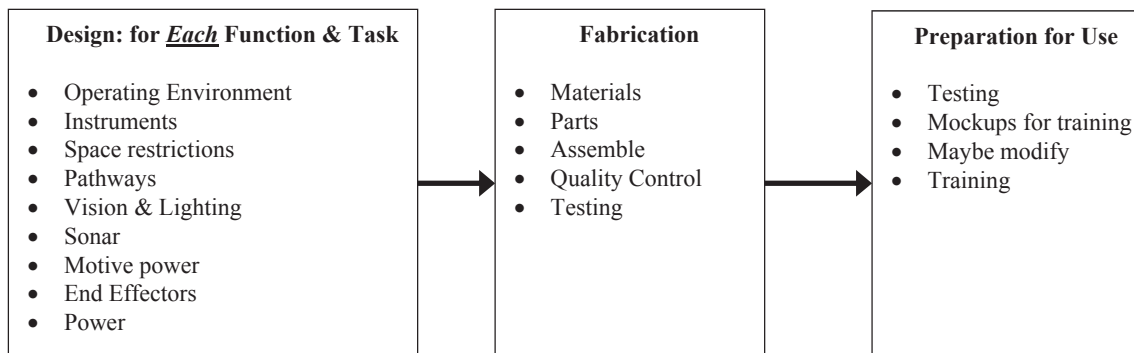 Design: for Each Function & Task
• Operating Environment
• Instruments
• Space restrictions
• Pathways
• Vision & Lighting
• Sonar
• Motive power
• End Effectors
• Power
Fabrication
• Materials
• Parts
• Assemble
• Quality Control
• Testing
Preparation for Use
• Testing
• Mockups for training
• Maybe modify
• Training